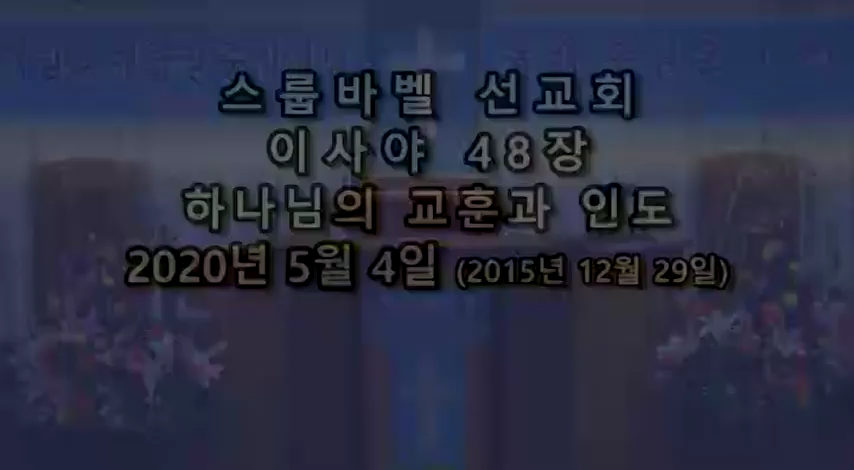 스룹바벨 선교회
이사야 48장
하나님의 교훈과 인도
2020년 5월 4일 (2015년 12월 29일)